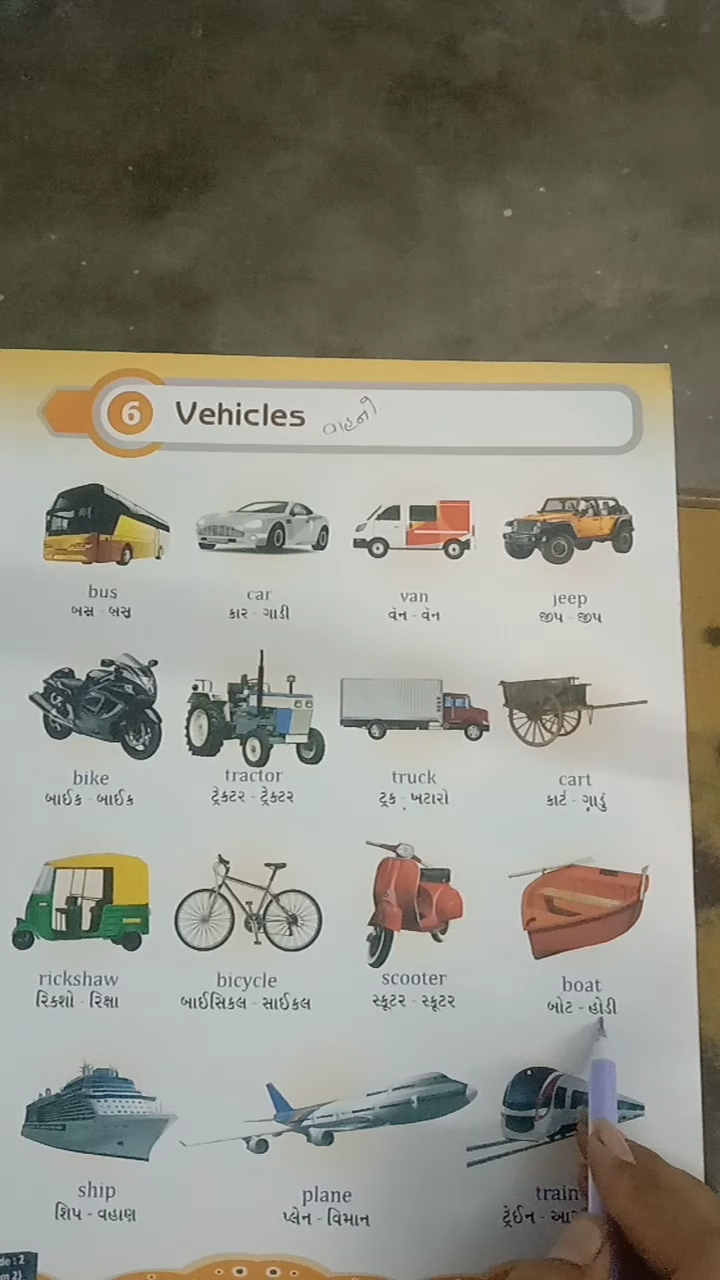 6 Vehicles વાહનો
bus car van jeep
બસ - બસ કાર - ગાડી વૅન - વૅન જીપ - જીપ
bike tractor truck cart
બાઈક - બાઈક ટ્રેક્ટર - ટ્રેક્ટર ટ્રક - ખટારો કાર્ટ - ગાડું
rickshaw bicycle scooter boat
રિક્શો - રિક્ષા બાઈસિકલ - સાઈકલ સ્કૂટર - સ્કૂટર બોટ - હોડી
ship plane train
શિપ - વહાણ પ્લેન - વિમાન ટ્રેઈન -